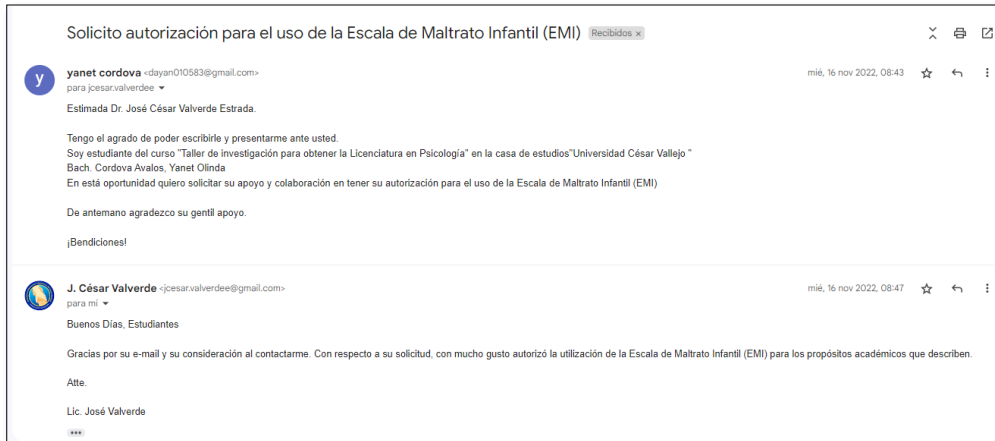 Solicito autorización para el uso de la Escala de Maltrato Infantil (EMI) Recibidos x
y
yanet cordova <dayan010583@gmail.com> mié, 16 nov 2022, 08:43
para jcesar.valverdee
Estimada Dr. José César Valverde Estrada.
Tengo el agrado de poder escribirle y presentarme ante usted.
Soy estudiante del curso "Taller de investigación para obtener la Licenciatura en Psicología" en la casa de estudios"Universidad César Vallejo "
Bach. Cordova Avalos, Yanet Olinda
En está oportunidad quiero solicitar su apoyo y colaboración en tener su autorización para el uso de la Escala de Maltrato Infantil (EMI)
De antemano agradezco su gentil apoyo.
¡Bendiciones!
J. César Valverde <jcesar.valverdee@gmail.com> mié, 16 nov 2022, 08:47
para mí
Buenos Días, Estudiantes
Gracias por su e-mail y su consideración al contactarme. Con respecto a su solicitud, con mucho gusto autorizó la utilización de la Escala de Maltrato Infantil (EMI) para los propósitos académicos que describen.
Atte.
Lic. José Valverde